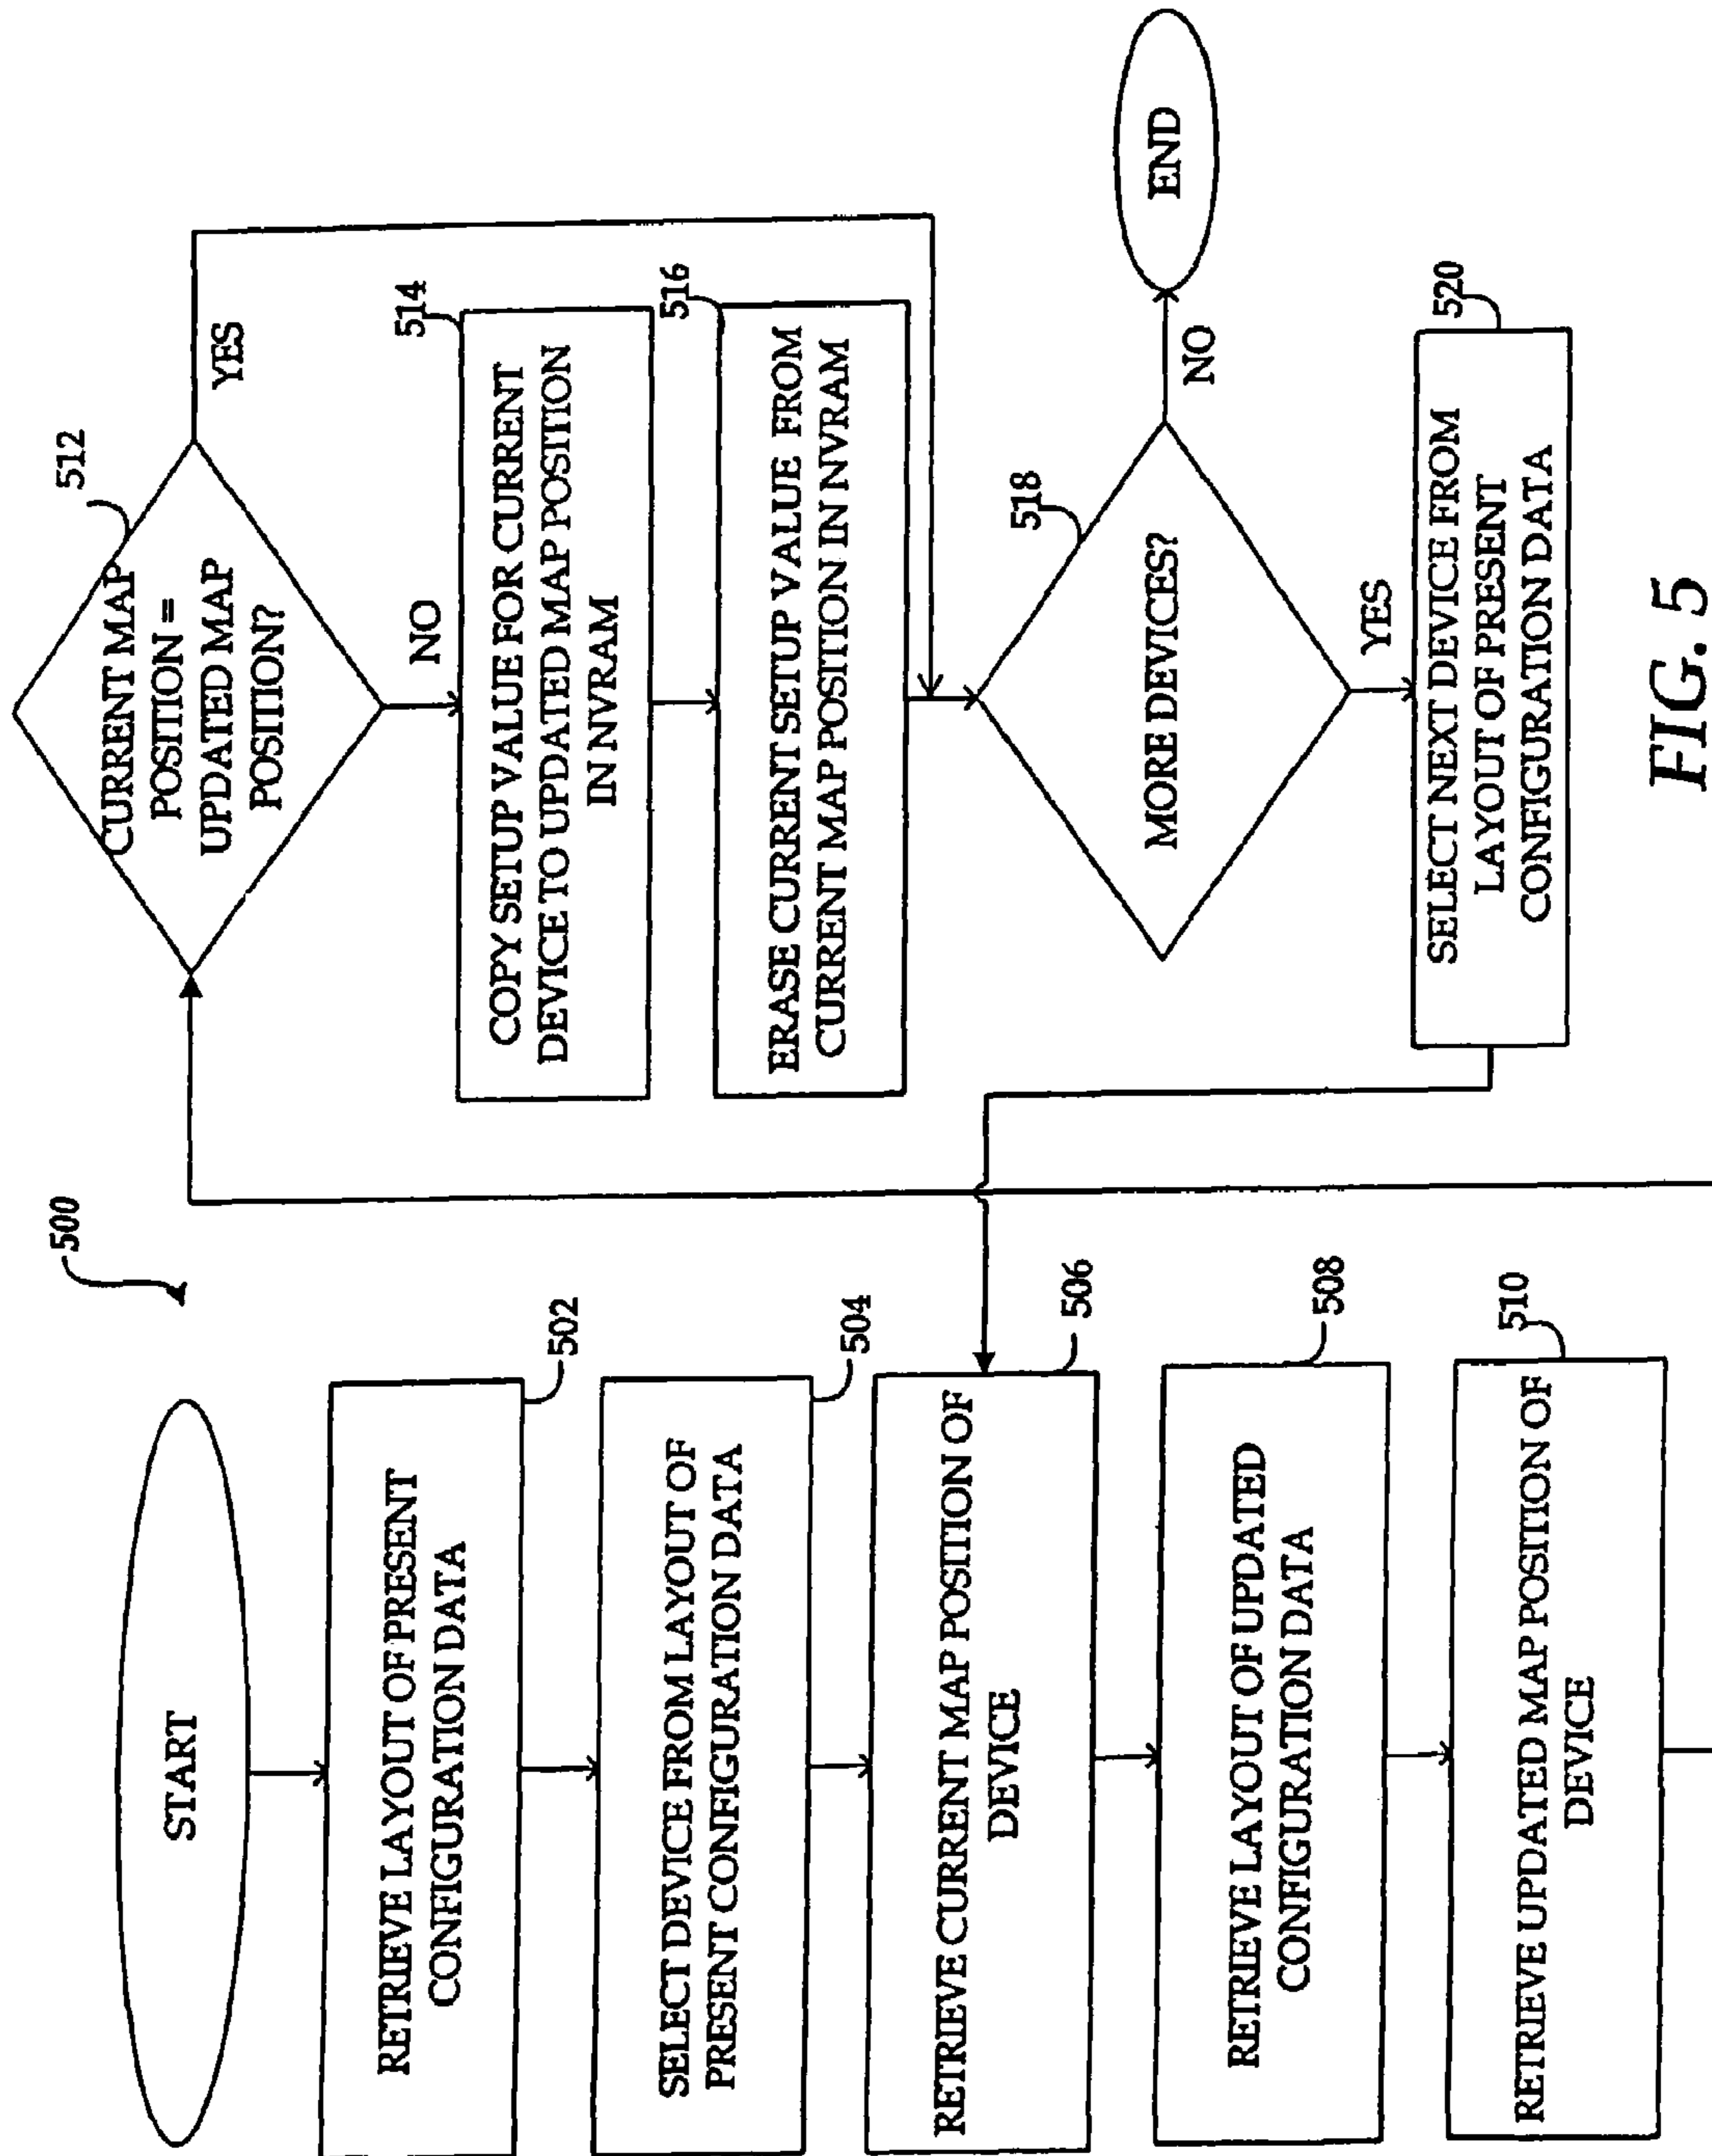 500
START
RETRIEVE LAYOUT OF PRESENT
CONFIGURATION DATA
502
SELECT DEVICE FROM LAYOUT OF
PRESENT CONFIGURATION DATA
504
RETRIEVE CURRENT MAP POSITION OF
DEVICE
506
RETRIEVE LAYOUT OF UPDATED
CONFIGURATION DATA
508
RETRIEVE UPDATED MAP POSITION OF
DEVICE
510
CURRENT MAP
POSITION =
UPDATED MAP
POSITION?
512
YES
NO
COPY SETUP VALUE FOR CURRENT
DEVICE TO UPDATED MAP POSITION
IN NVRAM
514
ERASE CURRENT SETUP VALUE FROM
CURRENT MAP POSITION IN NVRAM
516
MORE DEVICES?
518
NO
END
YES
SELECT NEXT DEVICE FROM
LAYOUT OF PRESENT
CONFIGURATION DATA
520
FIG. 5